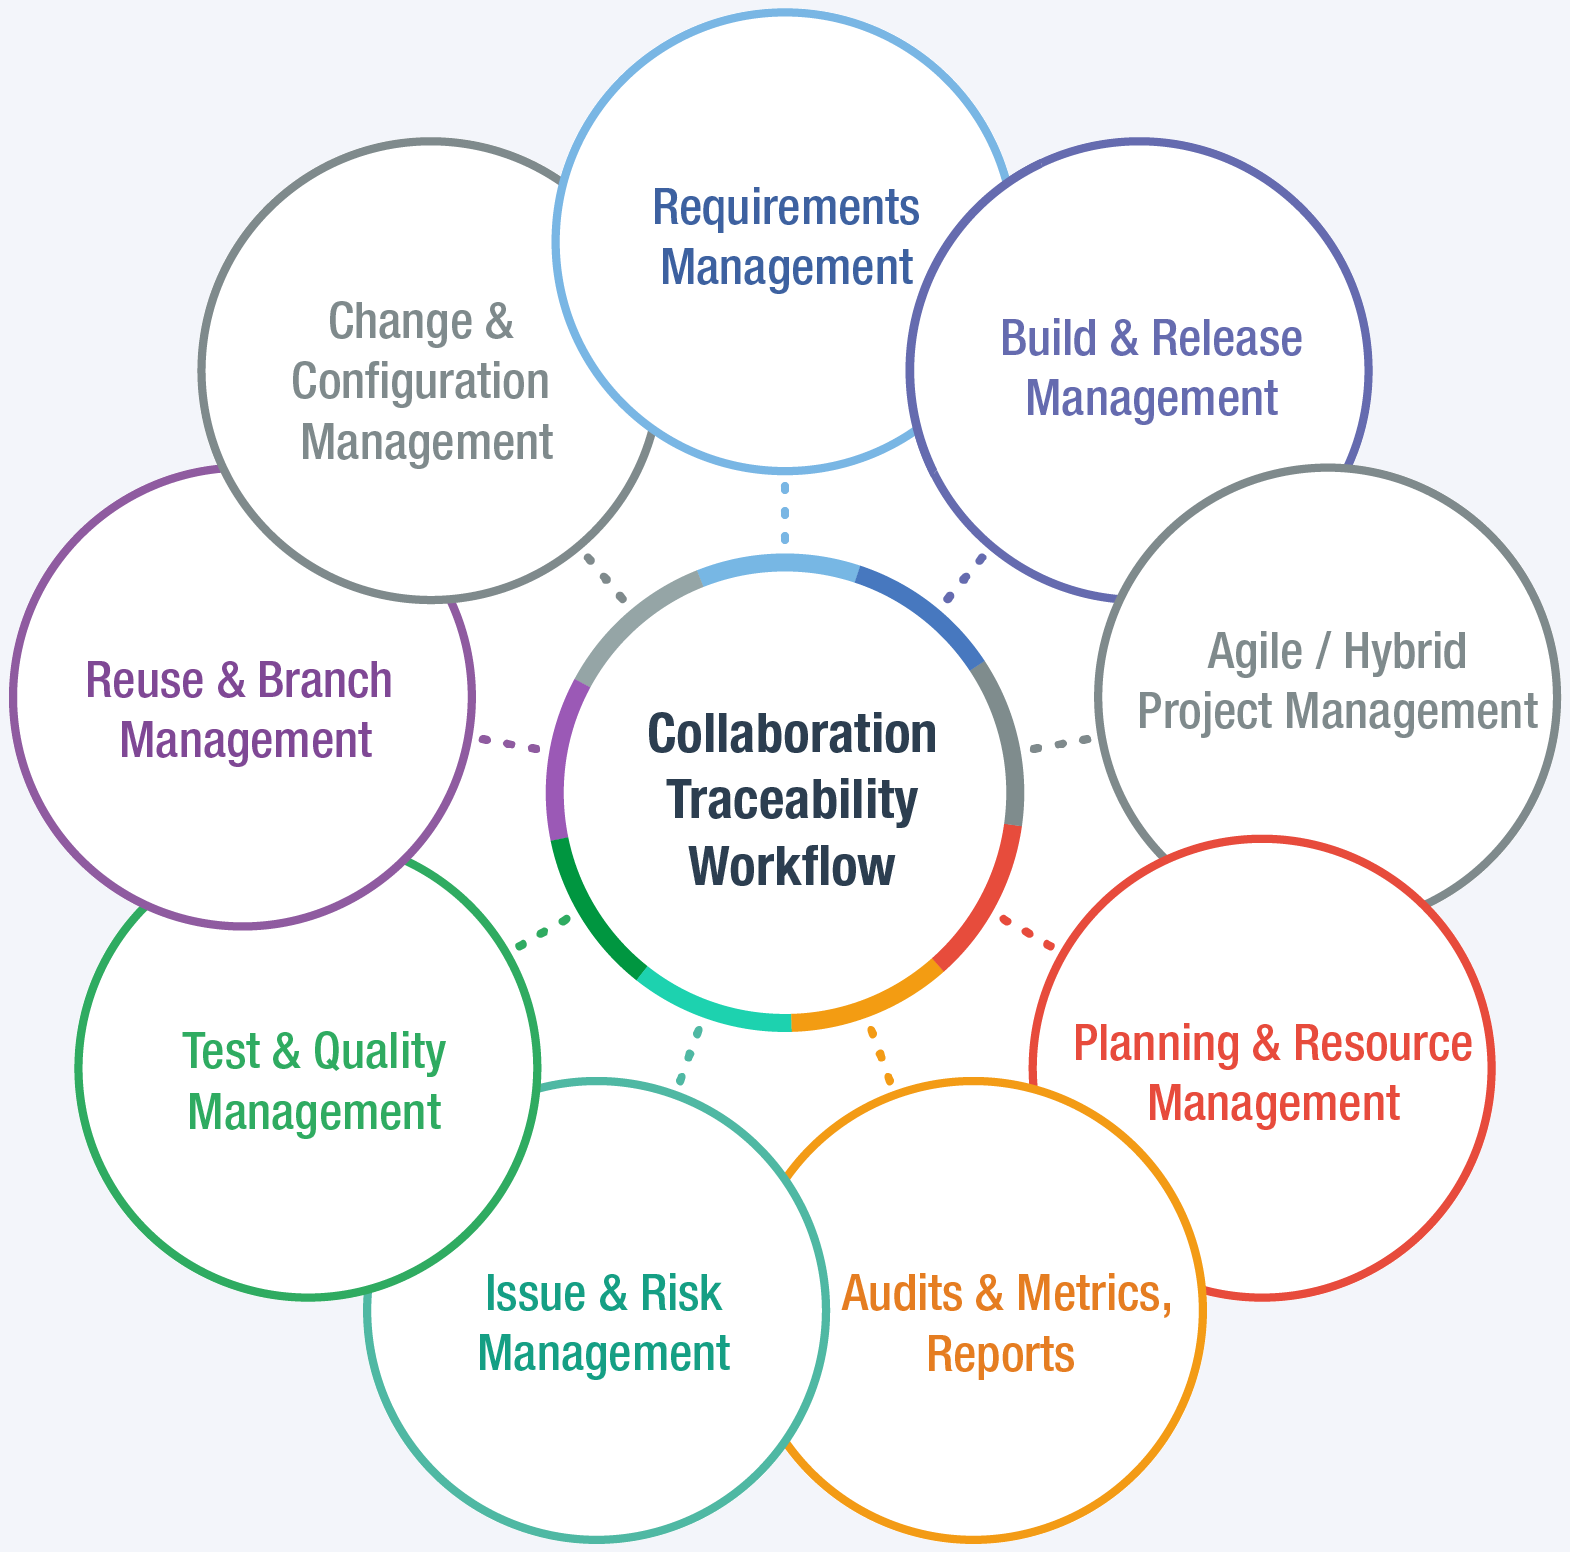 Requirements
Management
Build & Release
Management
Agile / Hybrid
Project Management
Planning & Resource
Management
Audits & Metrics,
Reports
Issue & Risk
Management
Test & Quality
Management
Reuse & Branch
Management
Change &
Configuration
Management
Collaboration
Traceability
Workflow